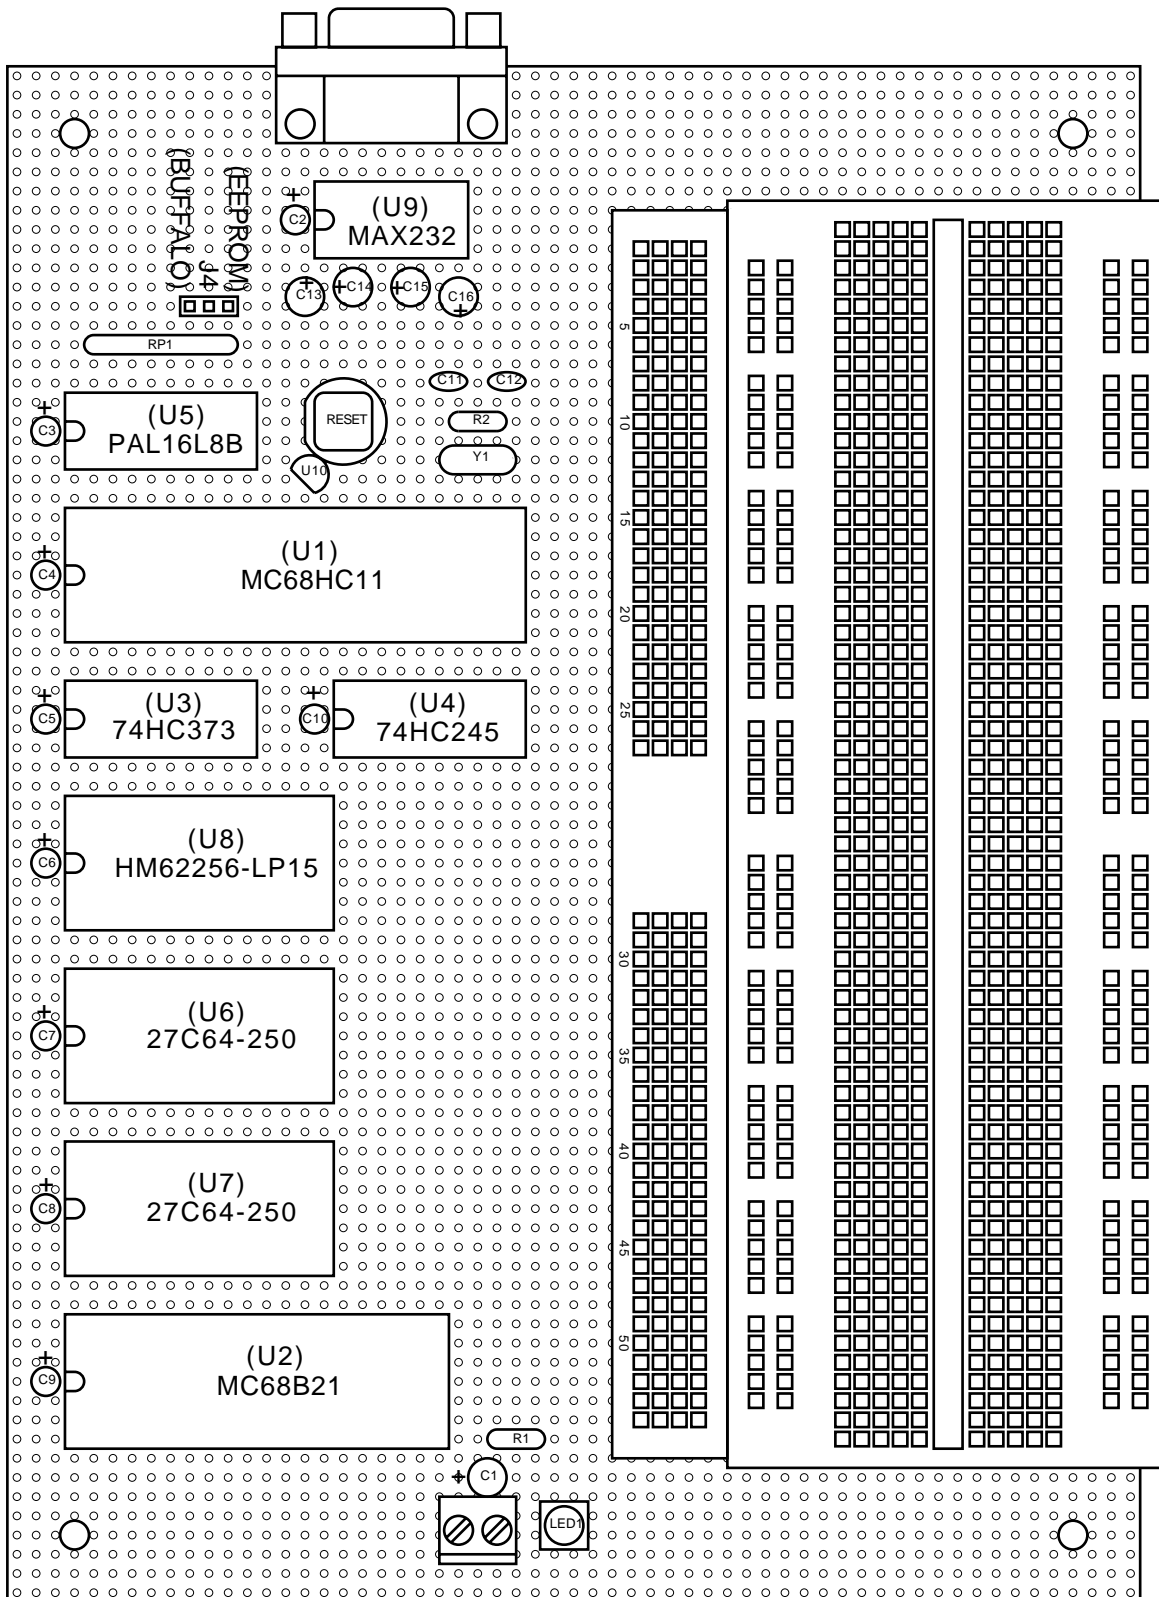 (BUFFALO)
J4
(EEPROM)
+
C2
(U9)
MAX232
+
C13
+
C14
+
C15
C16
+
RP1
C11
C12
+
C3
(U5)
PAL16L8B
RESET
R2
U10
Y1
+
C4
(U1)
MC68HC11
+
C5
(U3)
74HC373
+
C10
(U4)
74HC245
+
C6
(U8)
HM62256-LP15
+
C7
(U6)
27C64-250
+
C8
(U7)
27C64-250
+
C9
(U2)
MC68B21
R1
+
C1
LED1
5
10
15
20
25
30
35
40
45
50